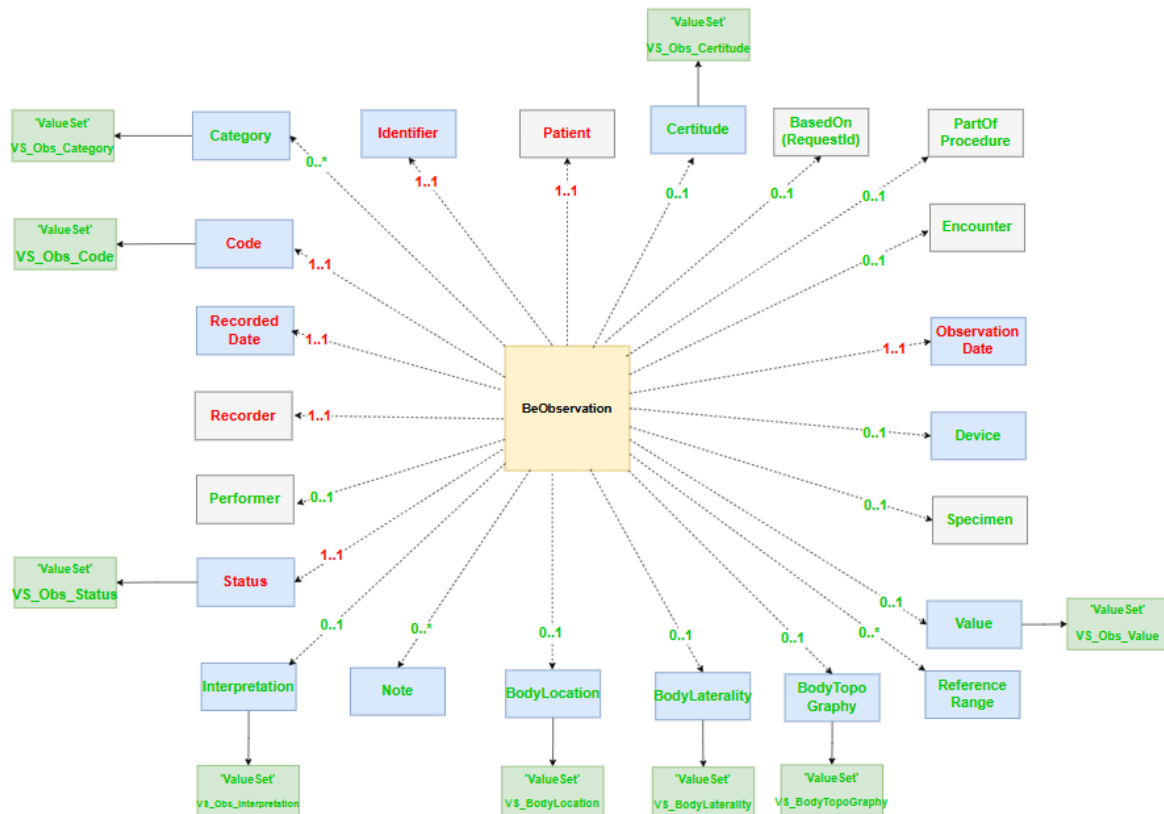 'ValueSet'
VS_Obs_Certitude
'ValueSet'
VS_Obs_Category
Category
Identifier
Patient
Certitude
BasedOn
(RequestId)
PartOf
Procedure
0..*
1..1
1..1
0..1
0..1
0..1
'ValueSet'
VS_Obs_Code
Code
1..1
Encounter
0..1
Recorded
Date
1..1
Observation
Date
1..1
BeObservation
Recorder
1..1
Device
0..1
Performer
0..1
Specimen
0..1
'ValueSet'
VS_Obs_Status
Status
1..1
Value
0..1
'ValueSet'
VS_Obs_Value
0..1
0..*
0..1
0..1
0..1
0..*
Interpretation
Note
BodyLocation
BodyLaterality
BodyTopo
Graphy
Reference
Range
'ValueSet'
VS_Obs_Interpretation
'ValueSet'
VS_BodyLocation
'ValueSet'
VS_BodyLaterality
'ValueSet'
VS_BodyTopoGraphy